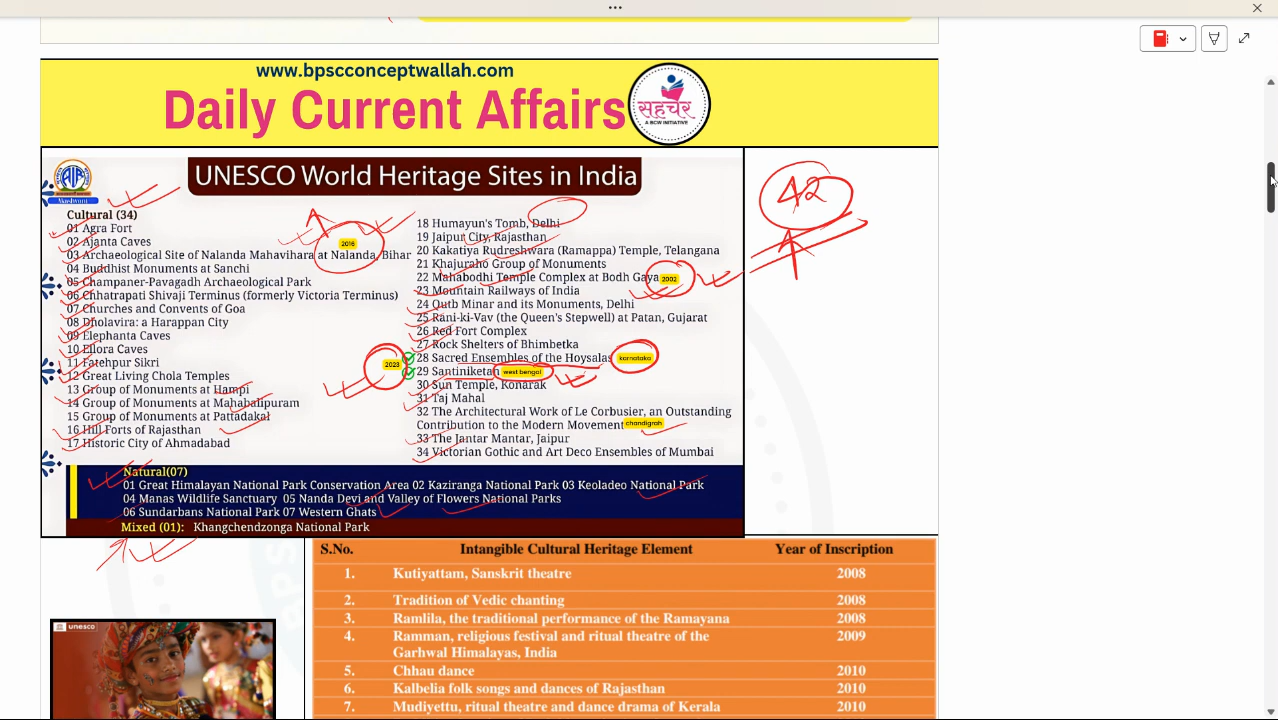 www.bpscconceptwallah.com
Daily Current Affairs
सहचर
A BCW INITIATIVE
UNESCO World Heritage Sites in India
42
Cultural (34)
01 Agra Fort
02 Ajanta Caves
03 Archaeological Site of Nalanda Mahavihara at Nalanda, Bihar
2016
04 Buddhist Monuments at Sanchi
05 Champaner-Pavagadh Archaeological Park
06 Chhatrapati Shivaji Terminus (formerly Victoria Terminus)
07 Churches and Convents of Goa
08 Dholavira: a Harappan City
09 Elephanta Caves
10 Ellora Caves
11 Fatehpur Sikri
12 Great Living Chola Temples
13 Group of Monuments at Hampi
14 Group of Monuments at Mahabalipuram
15 Group of Monuments at Pattadakal
16 Hill Forts of Rajasthan
17 Historic City of Ahmadabad
18 Humayun's Tomb, Delhi
19 Jaipur City, Rajasthan
20 Kakatiya Rudreshwara (Ramappa) Temple, Telangana
21 Khajuraho Group of Monuments
22 Mahabodhi Temple Complex at Bodh Gaya 2002
23 Mountain Railways of India
24 Qutb Minar and its Monuments, Delhi
25 Rani-ki-Vav (the Queen's Stepwell) at Patan, Gujarat
26 Red Fort Complex
27 Rock Shelters of Bhimbetka
28 Sacred Ensembles of the Hoysalas karnataka
2023
29 Santiniketan west bengal
30 Sun Temple, Konarak
31 Taj Mahal
32 The Architectural Work of Le Corbusier, an Outstanding
Contribution to the Modern Movement chandigrah
33 The Jantar Mantar, Jaipur
34 Victorian Gothic and Art Deco Ensembles of Mumbai
Natural(07)
01 Great Himalayan National Park Conservation Area 02 Kaziranga National Park 03 Keoladeo National Park
04 Manas Wildlife Sanctuary 05 Nanda Devi and Valley of Flowers National Parks
06 Sundarbans National Park 07 Western Ghats
Mixed (01): Khangchendzonga National Park
unesco
S.No. Intangible Cultural Heritage Element Year of Inscription
1. Kutiyattam, Sanskrit theatre 2008
2. Tradition of Vedic chanting 2008
3. Ramlila, the traditional performance of the Ramayana 2008
4. Ramman, religious festival and ritual theatre of the 2009
Garhwal Himalayas, India
5. Chhau dance 2010
6. Kalbelia folk songs and dances of Rajasthan 2010
7. Mudiyettu, ritual theatre and dance drama of Kerala 2010